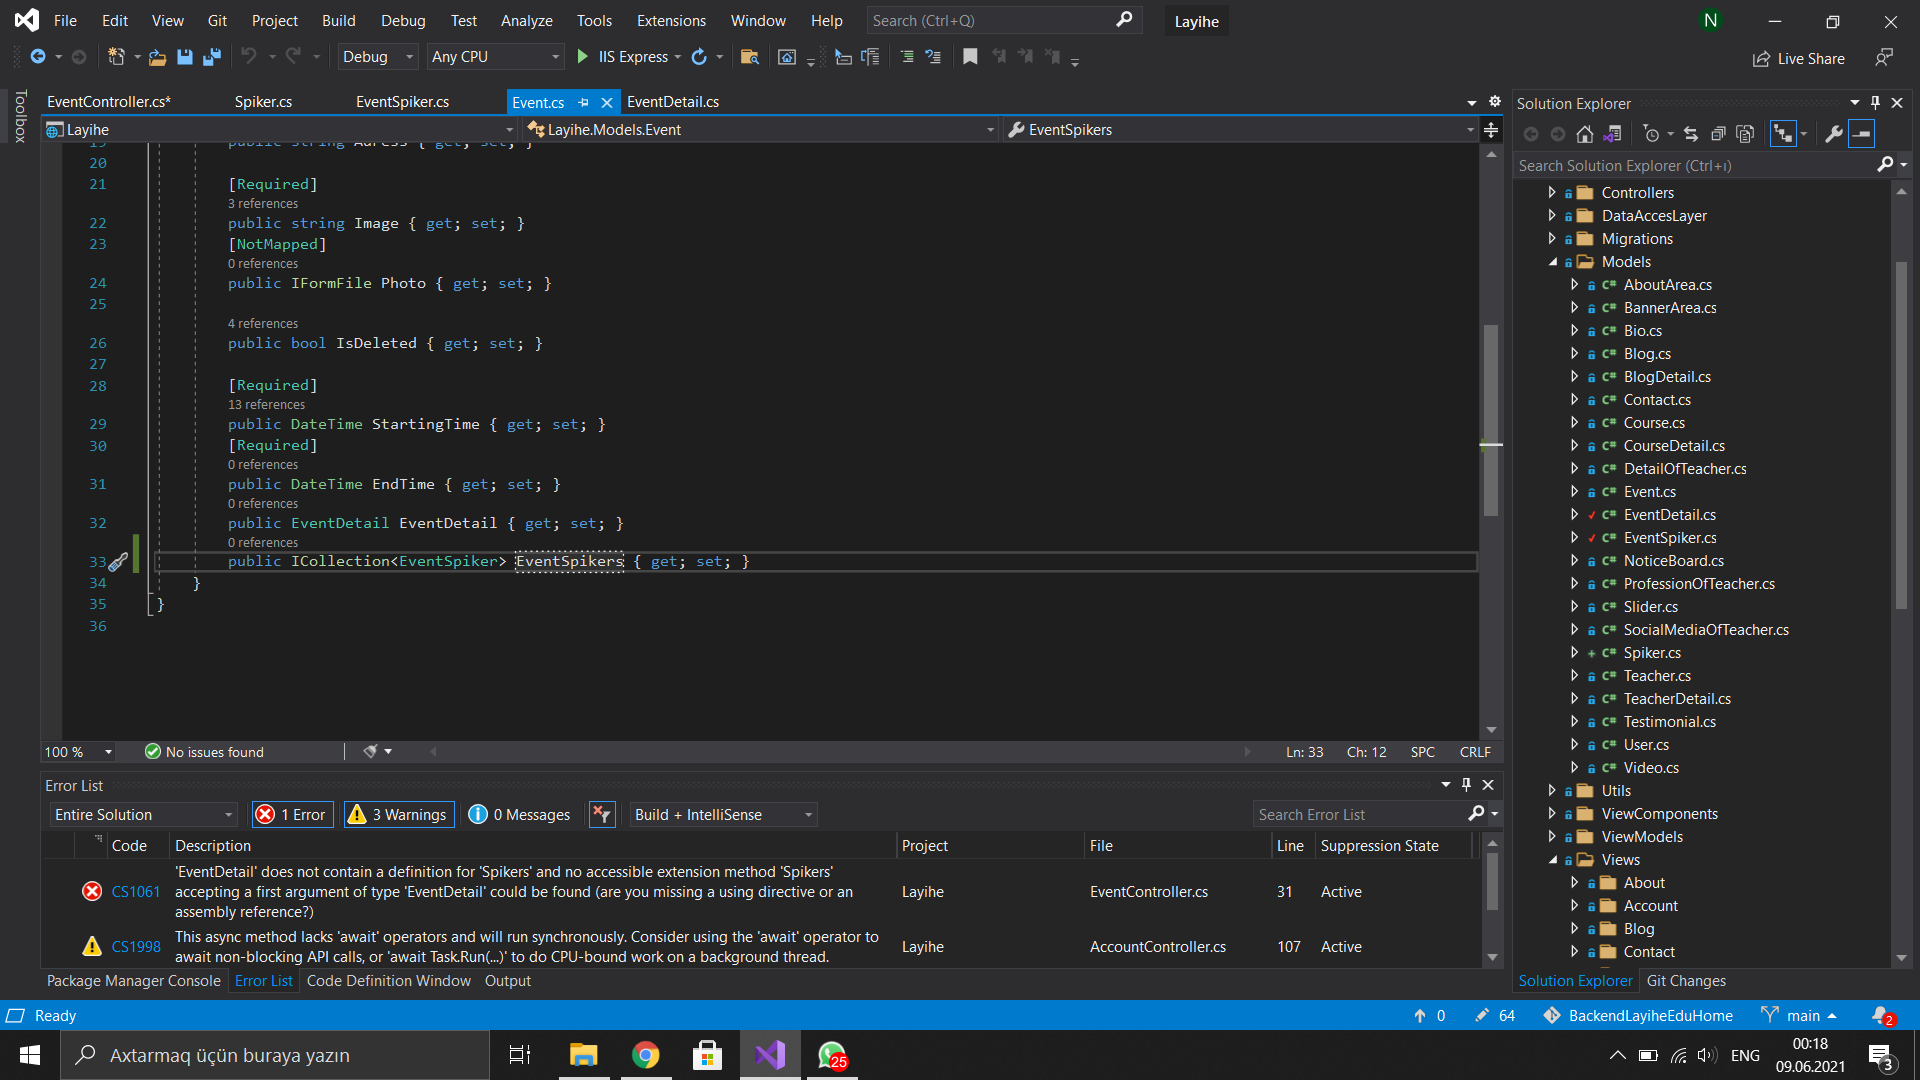 File Edit View Git Project Build Debug Test Analyze Tools Extensions Window Help Search (Ctrl+Q) Layihe N
Debug Any CPU IIS Express Live Share
Toolbox
EventController.cs* Spiker.cs EventSpiker.cs Event.cs EventDetail.cs
Layihe Layihe.Models.Event EventSpikers
19 public string Adress { get; set; }
20
21 [Required]
3 references
22 public string Image { get; set; }
23 [NotMapped]
0 references
24 public IFormFile Photo { get; set; }
25
4 references
26 public bool IsDeleted { get; set; }
27
28 [Required]
13 references
29 public DateTime StartingTime { get; set; }
30 [Required]
0 references
31 public DateTime EndTime { get; set; }
0 references
32 public EventDetail EventDetail { get; set; }
0 references
33 public ICollection<EventSpiker> EventSpikers { get; set; }
34 }
35 }
36
100 % No issues found Ln: 33 Ch: 12 SPC CRLF
Error List
Entire Solution 1 Error 3 Warnings 0 Messages Build + IntelliSense Search Error List
Code Description Project File Line Suppression State
CS1061 'EventDetail' does not contain a definition for 'Spikers' and no accessible extension method 'Spikers'
accepting a first argument of type 'EventDetail' could be found (are you missing a using directive or an
assembly reference?) Layihe EventController.cs 31 Active
CS1998 This async method lacks 'await' operators and will run synchronously. Consider using the 'await' operator to
await non-blocking API calls, or 'await Task.Run(...)' to do CPU-bound work on a background thread. Layihe AccountController.cs 107 Active
Package Manager Console Error List Code Definition Window Output
Solution Explorer
Search Solution Explorer (Ctrl+ı)
Controllers
DataAccesLayer
Migrations
Models
C# AboutArea.cs
C# BannerArea.cs
C# Bio.cs
C# Blog.cs
C# BlogDetail.cs
C# Contact.cs
C# Course.cs
C# CourseDetail.cs
C# DetailOfTeacher.cs
C# Event.cs
C# EventDetail.cs
C# EventSpiker.cs
C# NoticeBoard.cs
C# ProfessionOfTeacher.cs
C# Slider.cs
C# SocialMediaOfTeacher.cs
C# Spiker.cs
C# Teacher.cs
C# TeacherDetail.cs
C# Testimonial.cs
C# User.cs
C# Video.cs
Utils
ViewComponents
ViewModels
Views
About
Account
Blog
Contact
Solution Explorer Git Changes
Ready 0 64 BackendLayiheEduHome main 2
Axtarmaq üçün buraya yazın 25 ENG 00:18
09.06.2021 3